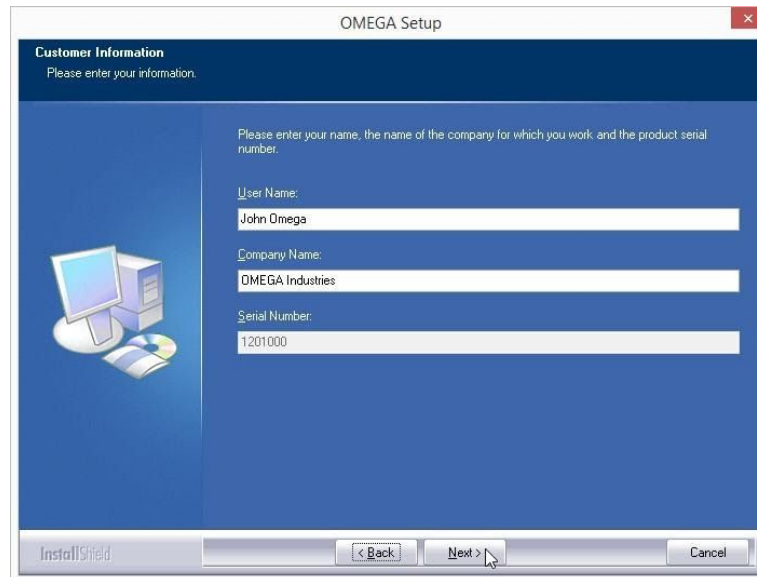 OMEGA Setup
Customer Information
Please enter your information.
Please enter your name, the name of the company for which you work and the product serial
number.
User Name:
John Omega
Company Name:
OMEGA Industries
Serial Number:
1201000
InstallShield
< Back
Next >
Cancel